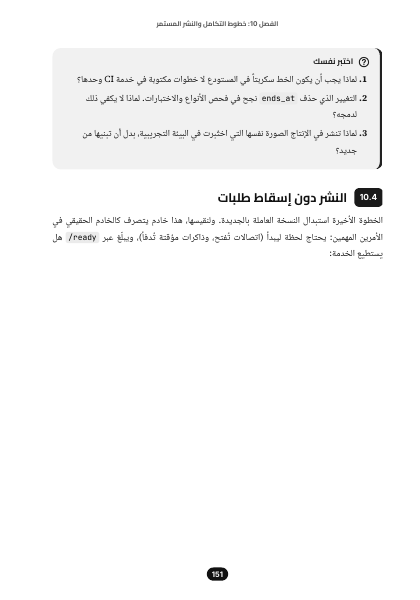 الفصل 10: خطوط التكامل والنشر المستمر
اختبر نفسك
1. لماذا يجب أن يكون الخط سكربتاً في المستودع لا خطوات مكتوبة في خدمة CI وحدها؟
2. التغيير الذي حذف ends_at نجح في فحص الأنواع والاختبارات. لماذا لا يكفي ذلك
لدمجه؟
3. لماذا تنشر في الإنتاج الصورة نفسها التي اختُبرت في البيئة التجريبية، بدل أن تبنيها من
جديد؟
10.4 النشر دون إسقاط طلبات
الخطوة الأخيرة استبدال النسخة العاملة بالجديدة. ولنقيسها، هذا خادم يتصرف كالخادم الحقيقي في
الأمرين المهمين: يحتاج لحظة ليبدأ (اتصالات تُفتح، وذاكرات مؤقتة تُدفأ)، ويبلّغ عبر /ready هل
يستطيع الخدمة:
151